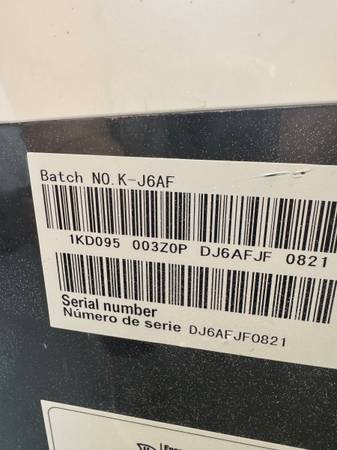 Batch NO.K-J6AF
1KD095 003Z0P DJ6AFJF 0821
Serial number
Número de serie DJ6AFJF0821